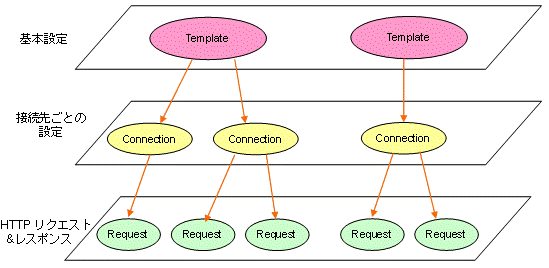 基本設定
Template
Template
接続先ごとの
設定
Connection
Connection
Connection
HTTP リクエスト
&レスポンス
Request
Request
Request
Request
Request